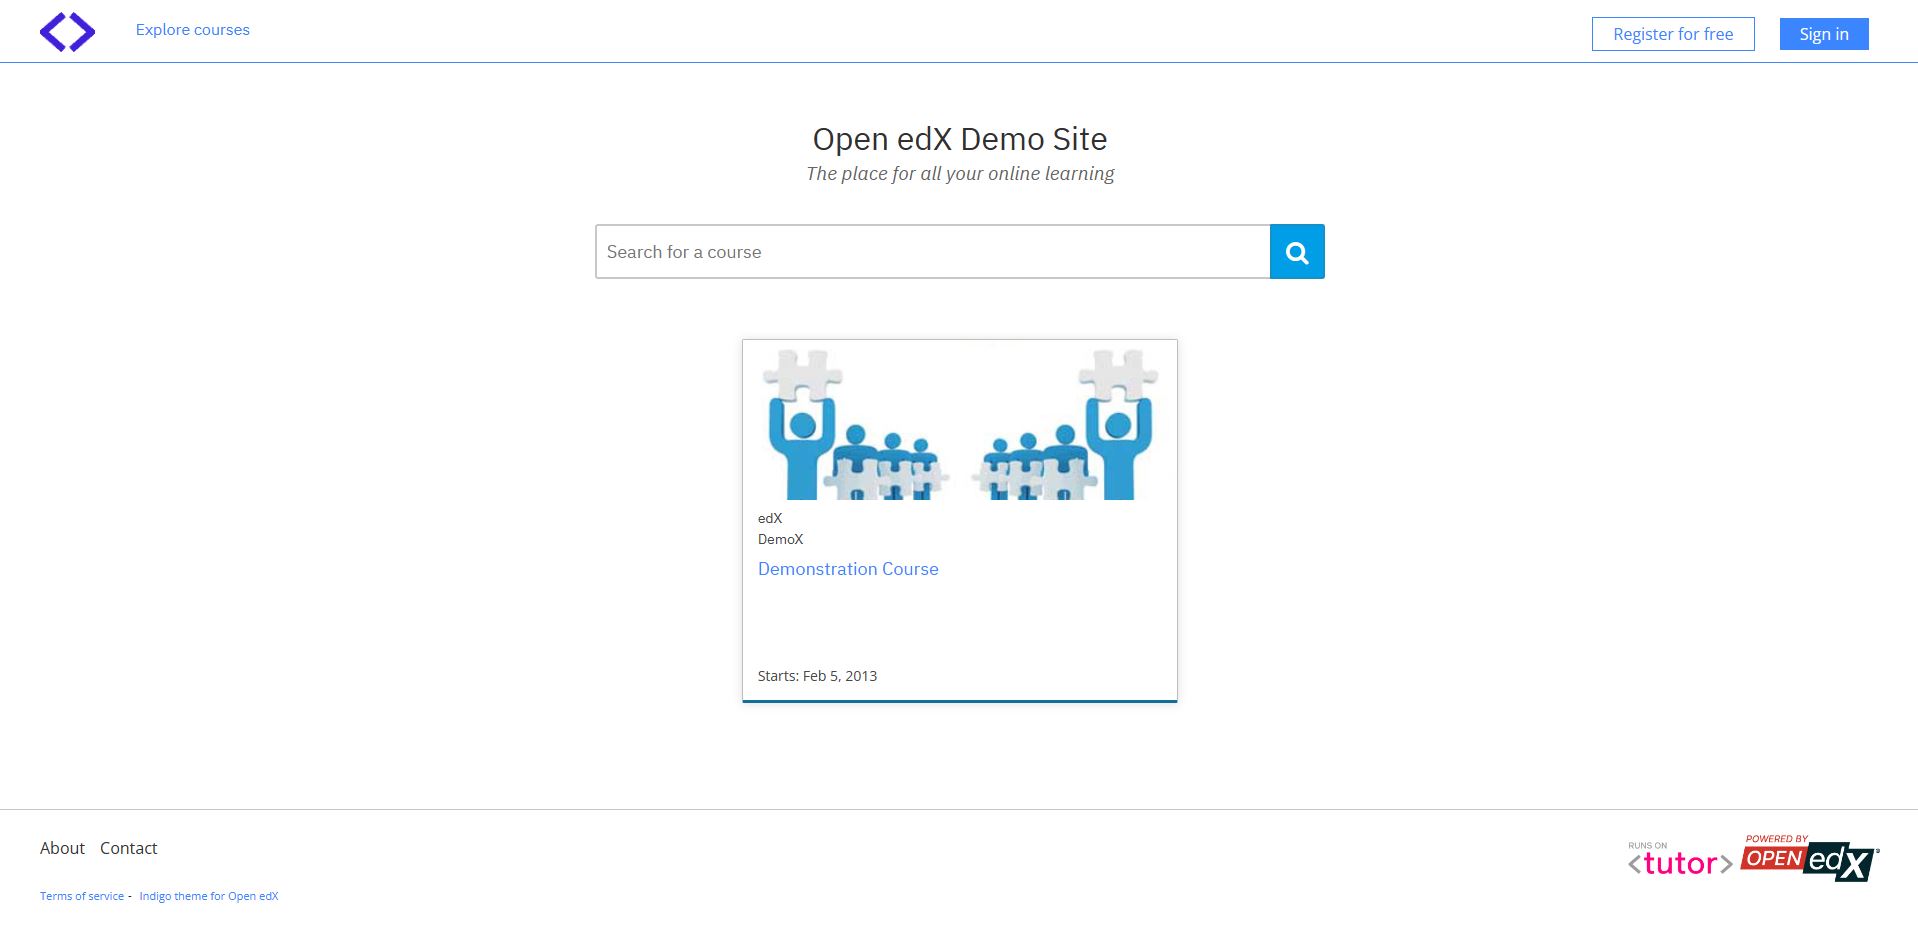 Explore courses
Register for free
Sign in
Open edX Demo Site
The place for all your online learning
Search for a course
edX
DemoX
Demonstration Course
Starts: Feb 5, 2013
About
Contact
RUNS ON
<tutor>
POWERED BY
OPEN edX
Terms of service - Indigo theme for Open edX